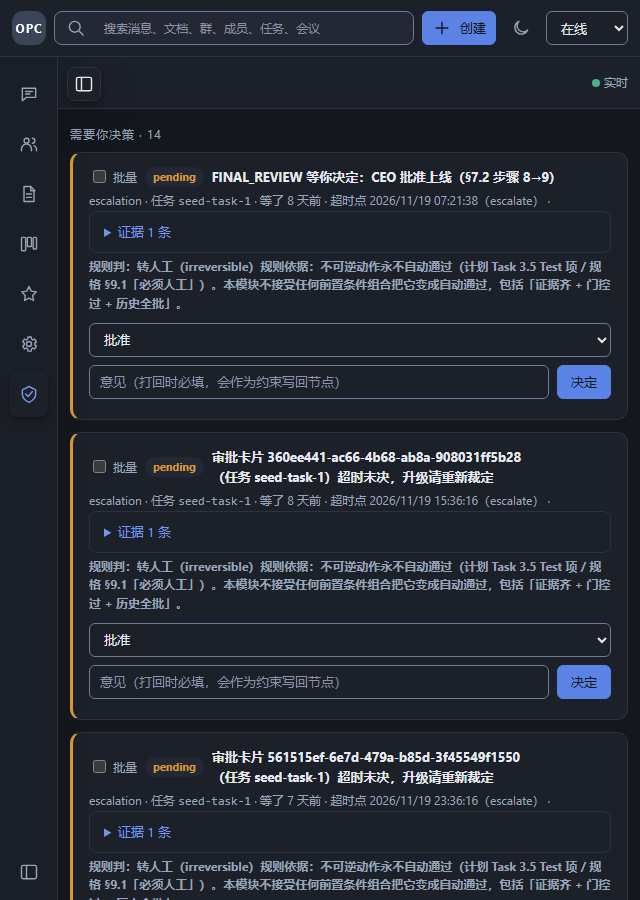 OPC
搜索消息、文档、群、成员、任务、会议
创建
在线
实时
需要你决策 · 14
批量 pending FINAL_REVIEW 等你决定：CEO 批准上线（§7.2 步骤 8→9）
escalation · 任务 seed-task-1 · 等了 8 天前 · 超时点 2026/11/19 07:21:38（escalate） ·
▶ 证据 1 条
规则判：转人工（irreversible）规则依据：不可逆动作永不自动通过（计划 Task 3.5 Test 项 / 规
格 §9.1「必须人工」）。本模块不接受任何前置条件组合把它变成自动通过，包括「证据齐 + 门控
过 + 历史全批」。
批准
意见（打回时必填，会作为约束写回节点）
决定
审批卡片 360ee441-ac66-4b68-ab8a-908031ff5b28
批量 pending
（任务 seed-task-1）超时未决，升级请重新裁定
escalation · 任务 seed-task-1 · 等了 8 天前 · 超时点 2026/11/19 15:36:16（escalate） ·
▶ 证据 1 条
规则判：转人工（irreversible）规则依据：不可逆动作永不自动通过（计划 Task 3.5 Test 项 / 规
格 §9.1「必须人工」）。本模块不接受任何前置条件组合把它变成自动通过，包括「证据齐 + 门控
过 + 历史全批」。
批准
意见（打回时必填，会作为约束写回节点）
决定
审批卡片 561515ef-6e7d-479a-b85d-3f45549f1550
批量 pending
（任务 seed-task-1）超时未决，升级请重新裁定
escalation · 任务 seed-task-1 · 等了 7 天前 · 超时点 2026/11/19 23:36:16（escalate） ·
▶ 证据 1 条
规则判：转人工（irreversible）规则依据：不可逆动作永不自动通过（计划 Task 3.5 Test 项 / 规
格 §9.1「必须人工」）。本模块不接受任何前置条件组合把它变成自动通过，包括「证据齐 + 门控